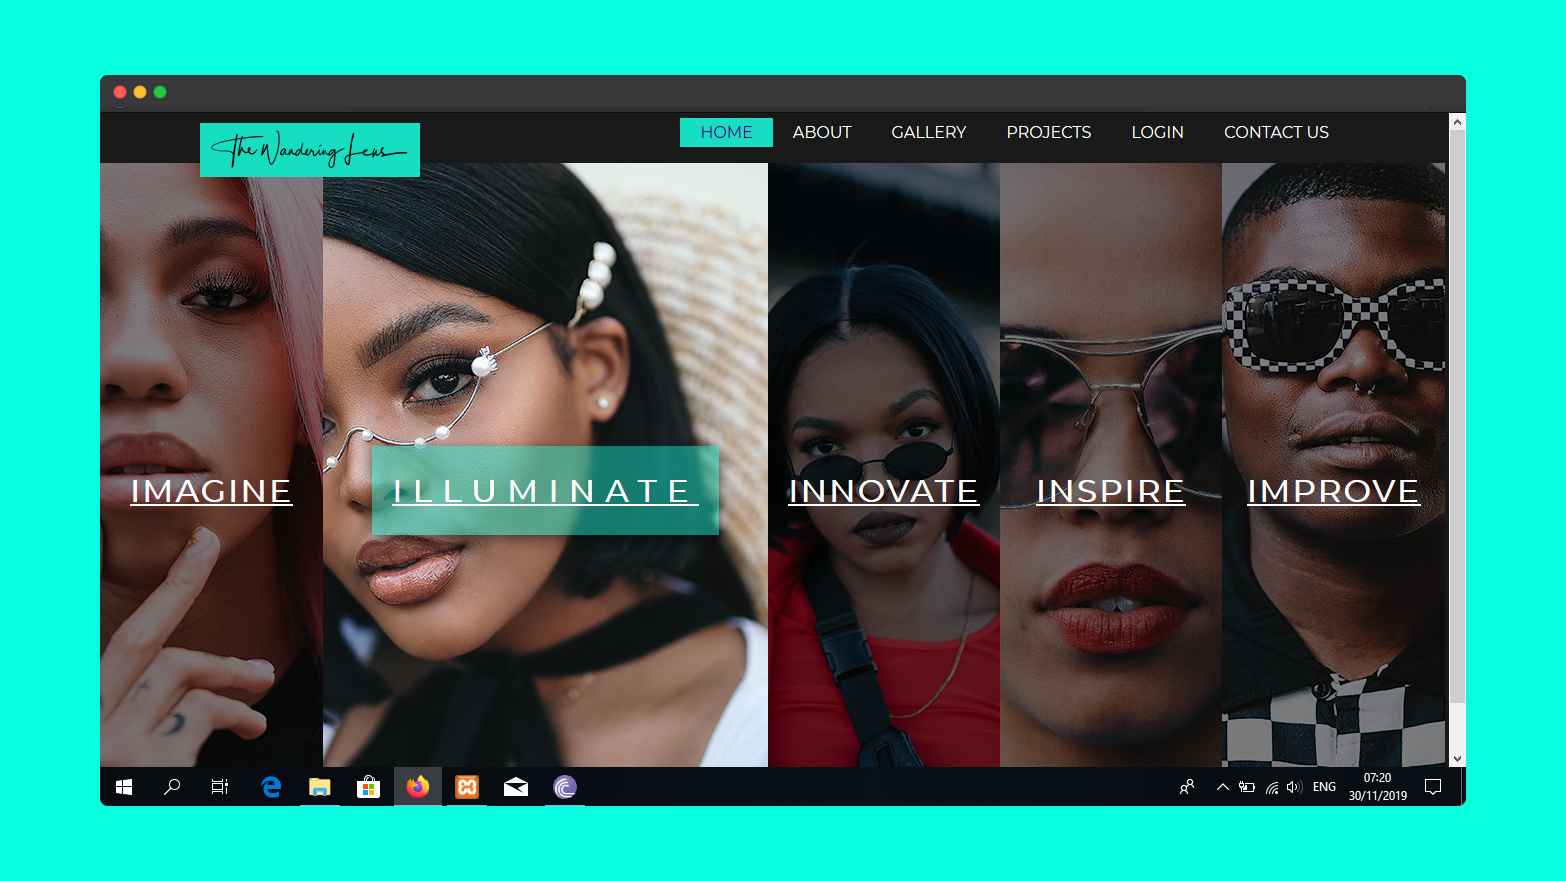 The Wandering Lens
HOME ABOUT GALLERY PROJECTS LOGIN CONTACT US
IMAGINE ILLUMINATE INNOVATE INSPIRE IMPROVE
ENG
07:20
30/11/2019